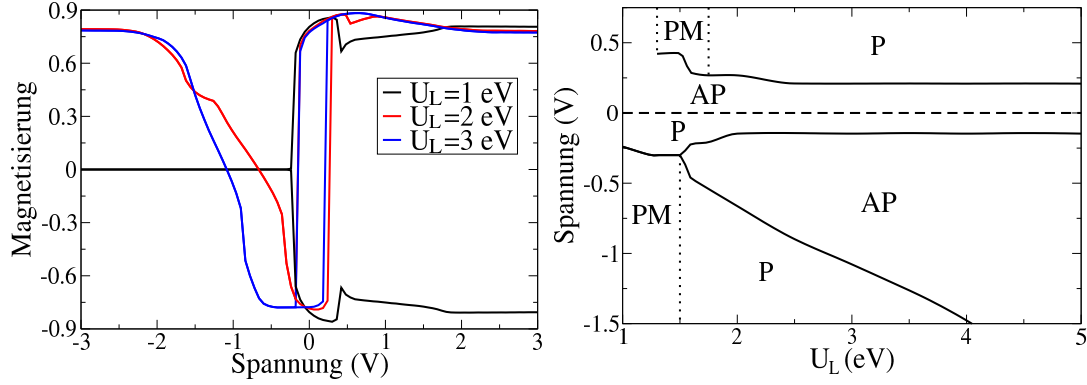 0.9
0.6
0.3
0
-0.3
-0.6
-0.9
Magnetisierung
U_L=1 eV
U_L=2 eV
U_L=3 eV
-3 -2 -1 0 1 2 3
Spannung (V)
0.5
0
-0.5
-1
-1.5
Spannung (V)
PM
P
AP
P
PM
AP
P
1 2 3 4 5
U_L (eV)